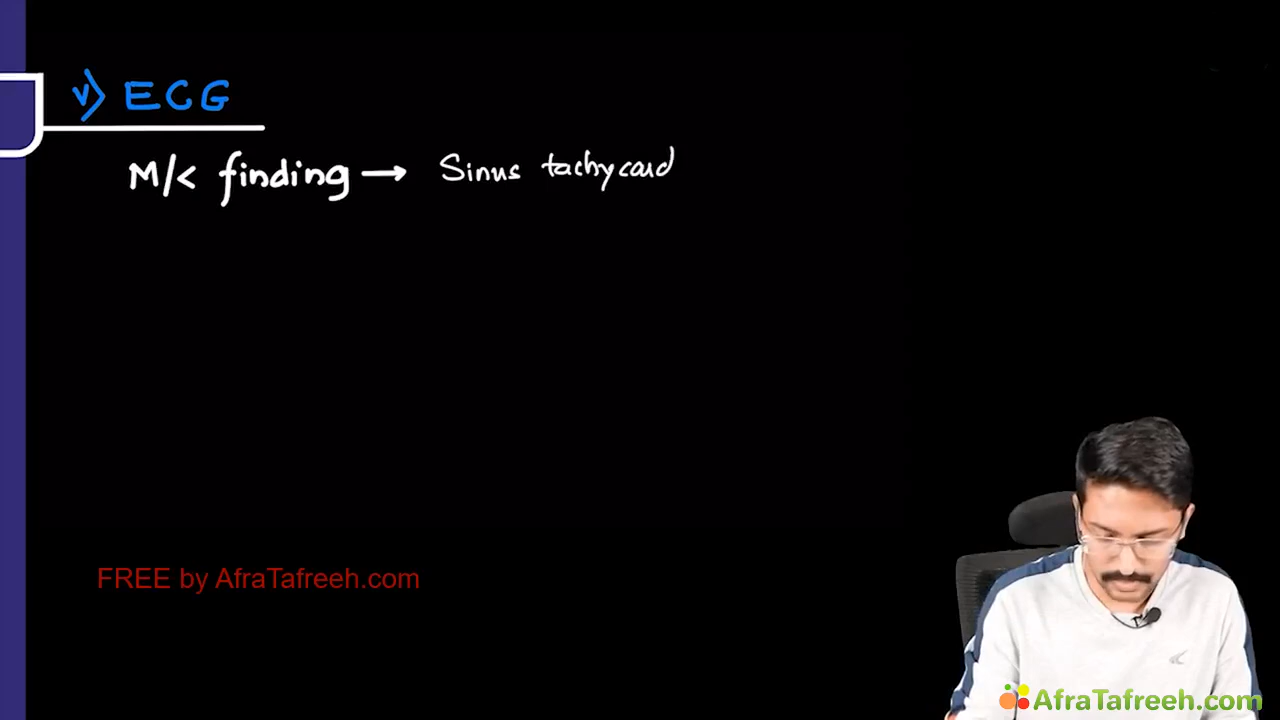 v) ECG
M/c finding → Sinus tachycard
FREE by AfraTafreeh.com
AfraTafreeh.com